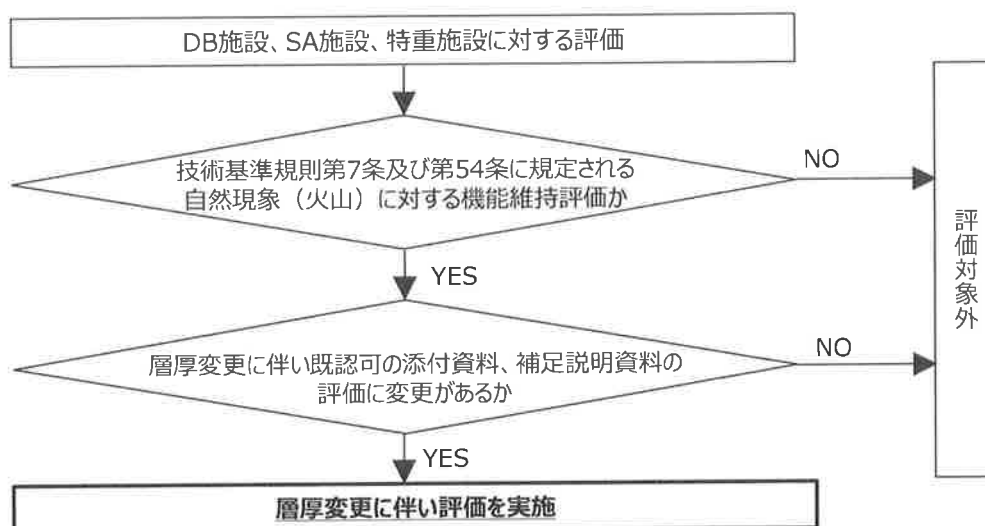 DB施設、SA施設、特重施設に対する評価
技術基準規則第7条及び第54条に規定される
自然現象（火山）に対する機能維持評価か
NO
YES
層厚変更に伴い既認可の添付資料、補足説明資料の
評価に変更があるか
NO
YES
層厚変更に伴い評価を実施
評価対象外